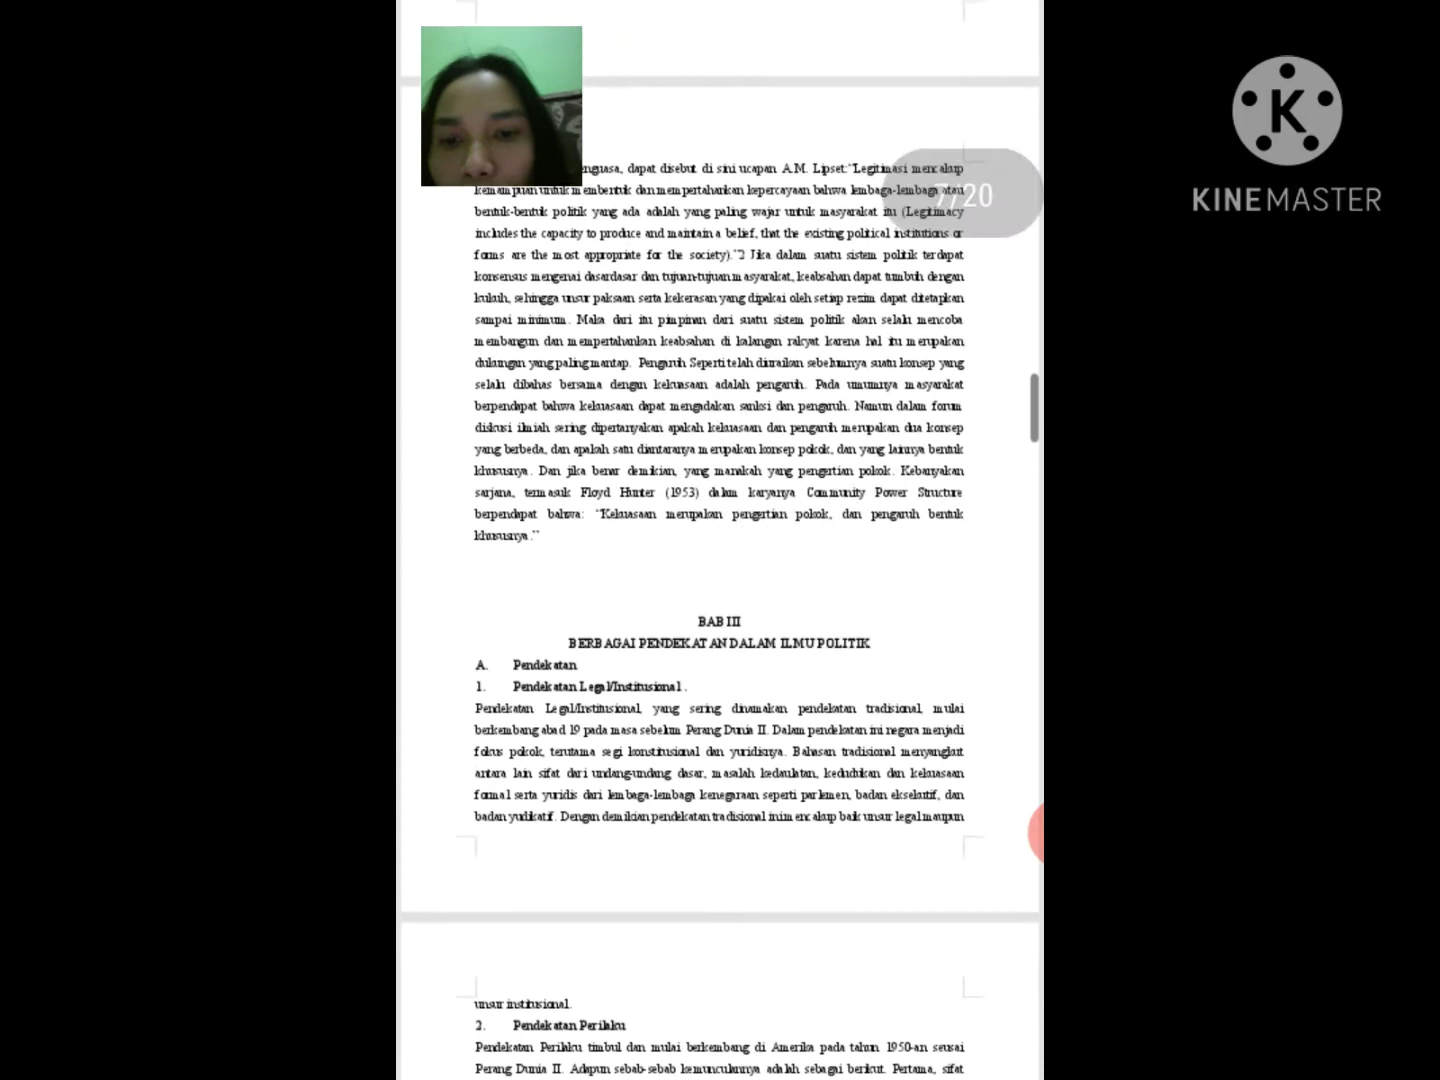 enguasa, dapat disebut di sini ucapan A.M. Lipset:"Legitimasi mencakup
kemampuan untuk membentuk dan mempertahankan kepercayaan bahwa lembaga-lembaga atau
bentuk-bentuk politik yang ada adalah yang paling wajar untuk masyarakat itu (Legitimacy
includes the capacity to produce and maintain a belief, that the existing political institutions or
forms are the most appropriate for the society)."2 Jika dalam suatu sistem politik terdapat
konsensus mengenai dasardasar dan tujuan-tujuan masyarakat, keabsahan dapat tumbuh dengan
kukuh, sehingga unsur paksaan serta kekerasan yang dipakai oleh setiap rezim dapat ditetapkan
sampai minimum. Maka dari itu pimpinan dari suatu sistem politik akan selalu mencoba
membangun dan mempertahankan keabsahan di kalangan rakyat karena hal itu merupakan
dukungan yang paling mantap. Pengaruh Seperti telah diuraikan sebelumnya suatu konsep yang
selalu dibahas bersama dengan kekuasaan adalah pengaruh. Pada umumnya masyarakat
berpendapat bahwa kekuasaan dapat mengadakan sanksi dan pengaruh. Namun dalam forum
diskusi ilmiah sering dipertanyakan apakah kekuasaan dan pengaruh merupakan dua konsep
yang berbeda, dan apakah satu diantaranya merupakan konsep pokok, dan yang lainnya bentuk
khususnya. Dan jika benar demikian, yang manakah yang pengertian pokok. Kebanyakan
sarjana, termasuk Floyd Hunter (1953) dalam karyanya Community Power Structure
berpendapat bahwa: "Kekuasaan merupakan pengertian pokok, dan pengaruh bentuk
khususnya."
7/20
BAB III
BERBAGAI PENDEKATAN DALAM ILMU POLITIK
A. Pendekatan
1. Pendekatan Legal/Institusional.
Pendekatan Legal/Institusional, yang sering dinamakan pendekatan tradisional, mulai
berkembang abad 19 pada masa sebelum Perang Dunia II. Dalam pendekatan ini negara menjadi
fokus pokok, terutama segi konstitusional dan yuridisnya. Bahasan tradisional menyangkut
antara lain sifat dari undang-undang dasar, masalah kedaulatan, kedudukan dan kekuasaan
formal serta yuridis dari lembaga-lembaga kenegaraan seperti parlemen, badan eksekutif, dan
badan yudikatif. Dengan demikian pendekatan tradisional ini mencakup baik unsur legal maupun
unsur institusional.
2. Pendekatan Perilaku
Pendekatan Perilaku timbul dan mulai berkembang di Amerika pada tahun 1950-an seusai
Perang Dunia II. Adapun sebab-sebab kemunculannya adalah sebagai berikut. Pertama, sifat
K
KINEMASTER